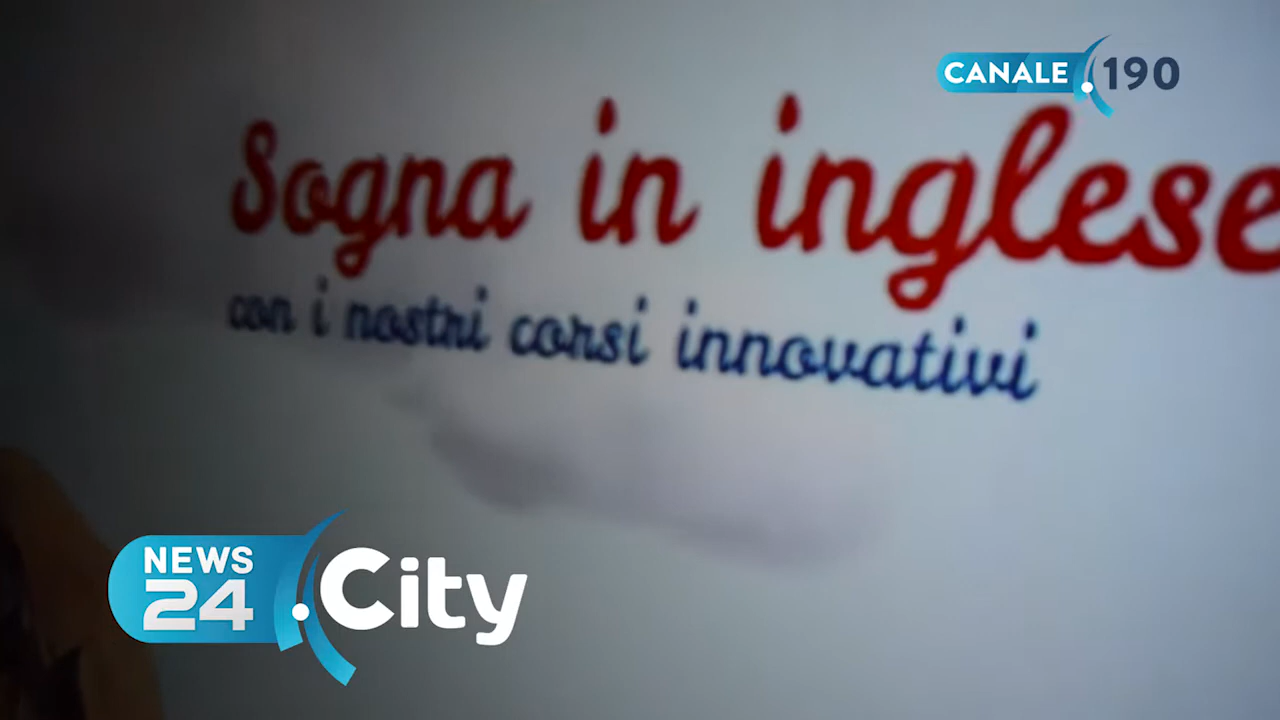 CANALE 190
Sogna in inglese
con i nostri corsi innovativi
NEWS
24
.City